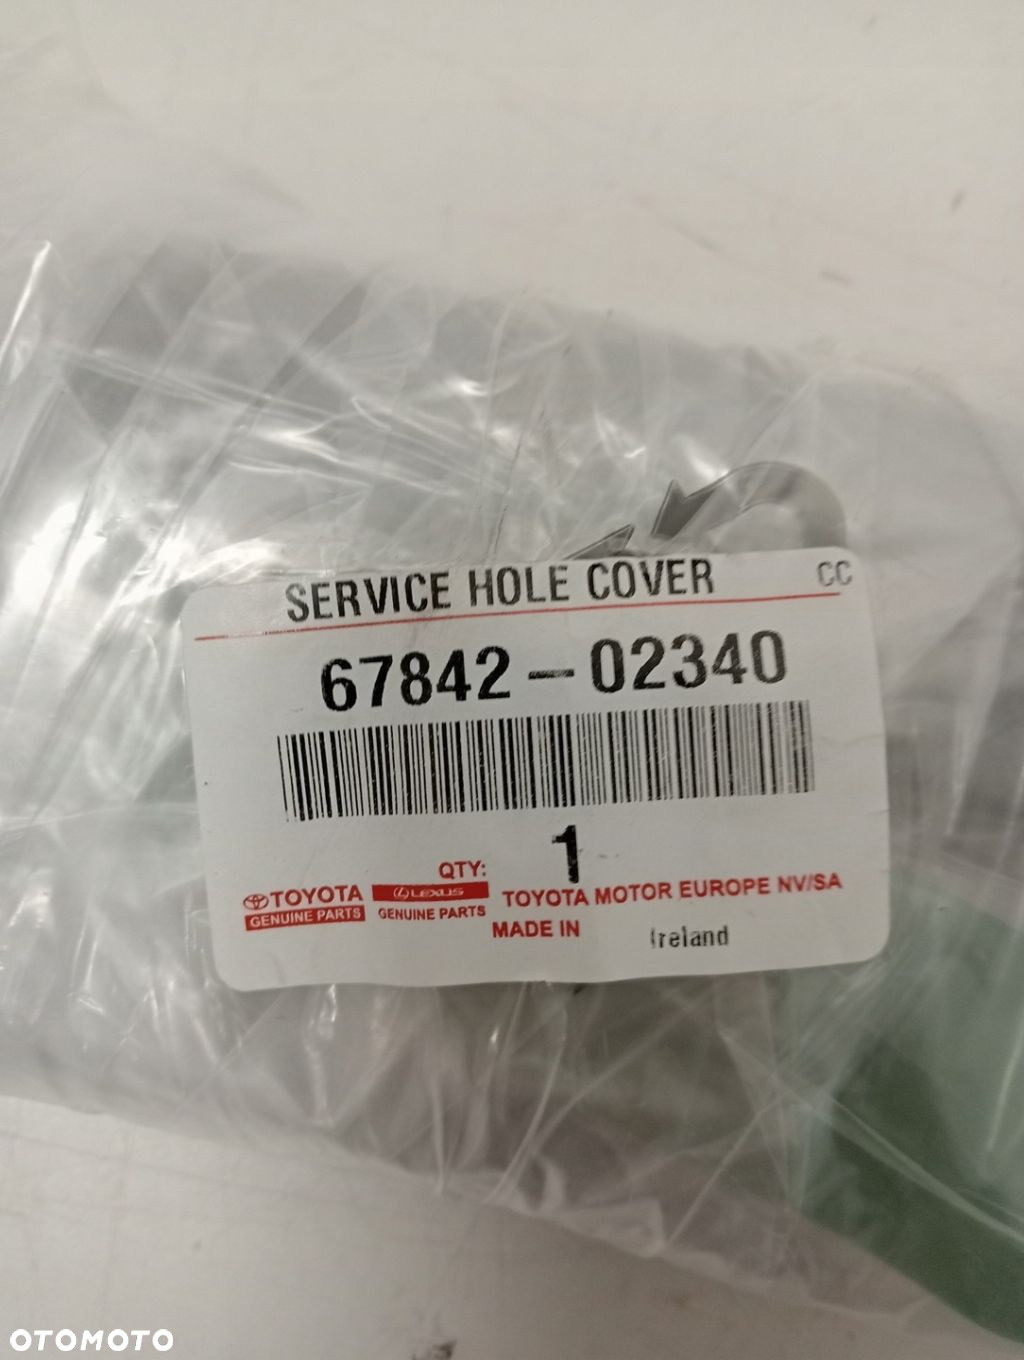 SERVICE HOLE COVER CC
67842-02340
QTY: 1
TOYOTA LEXUS TOYOTA MOTOR EUROPE NV/SA
GENUINE PARTS GENUINE PARTS MADE IN Ireland
OTOMOTO